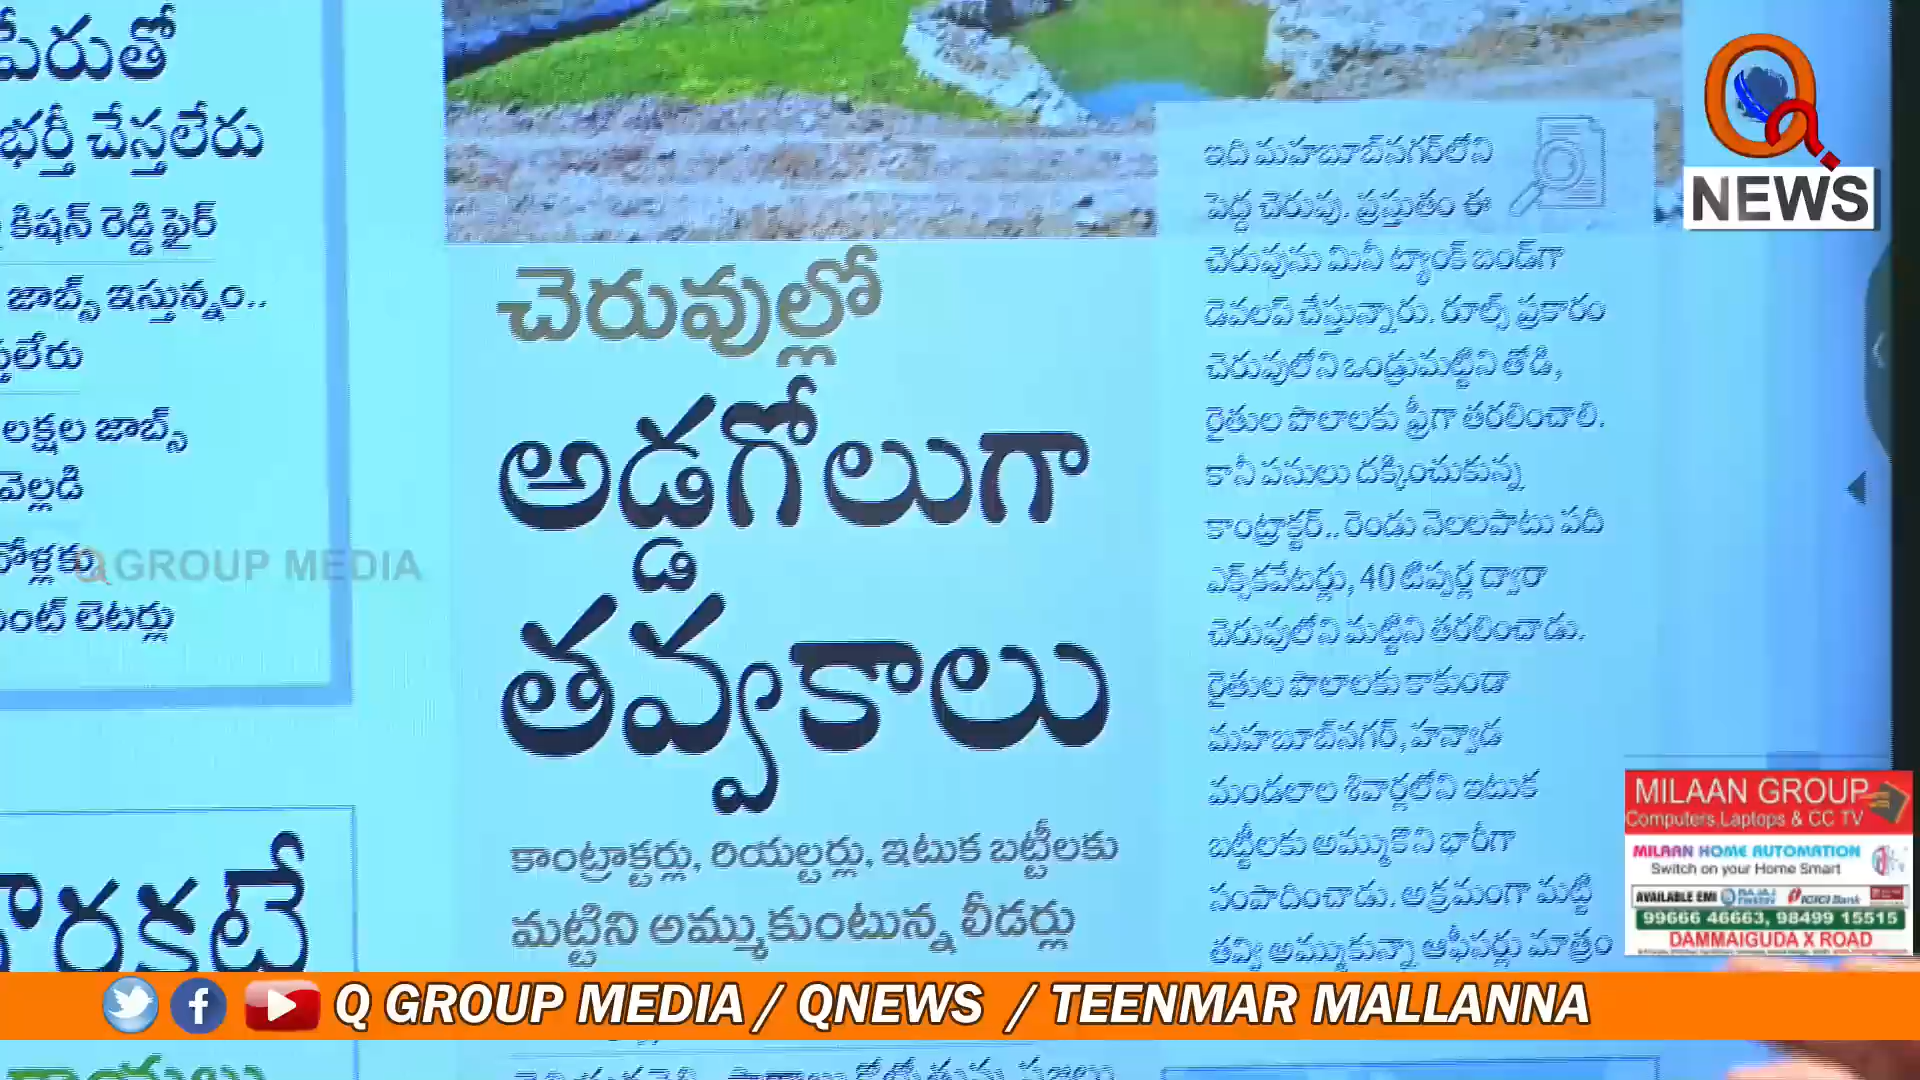 పేరుతో
భర్తీ చేస్తలేరు
కిషన్ రెడ్డి ఫైర్
జాబ్స్ ఇస్తున్నం..
లక్షల జాబ్స్
వెల్లడి
లెటర్లు
Q GROUP MEDIA
చెరువుల్లో
అడ్డగోలుగా
తవ్వకాలు
కాంట్రాక్టర్లు, రియల్టర్లు, ఇటుక బట్టీలకు
మట్టిని అమ్ముకుంటున్న లీడర్లు
ఇది మహబూబ్​నగర్​లోని
పెద్ద చెరువు. ప్రస్తుతం ఈ
చెరువును మినీ ట్యాంక్ బండ్​గా
డెవలప్ చేస్తున్నారు. రూల్స్ ప్రకారం
చెరువులోని ఒండ్రుమట్టిని తోడి,
రైతుల పొలాలకు ఫ్రీగా తరలించాలి.
కానీ పనులు దక్కించుకున్న
కాంట్రాక్టర్.. రెండు నెలలపాటు పది
ఎక్స్​కవేటర్లు, 40 టిప్పర్ల ద్వారా
చెరువులోని మట్టిని తరలించాడు.
రైతుల పొలాలకు కాకుండా
మహబూబ్​నగర్, హన్వాడ
మండలాల శివార్లలోని ఇటుక
బట్టీలకు అమ్ముకొని భారీగా
సంపాదించాడు. అక్రమంగా మట్టి
తవ్వి అమ్ముకున్నా ఆఫీసర్లు మాత్రం
Q
NEWS
MILAAN GROUP
Computers,Laptops & CC TV
MILAAN HOME AUTOMATION
Switch on your Home Smart
AVAILABLE EMI
BAJAJ FINSERV
ICICI Bank
99666 46663, 98499 15515
DAMMAIGUDA X ROAD
Q GROUP MEDIA / QNEWS / TEENMAR MALLANNA